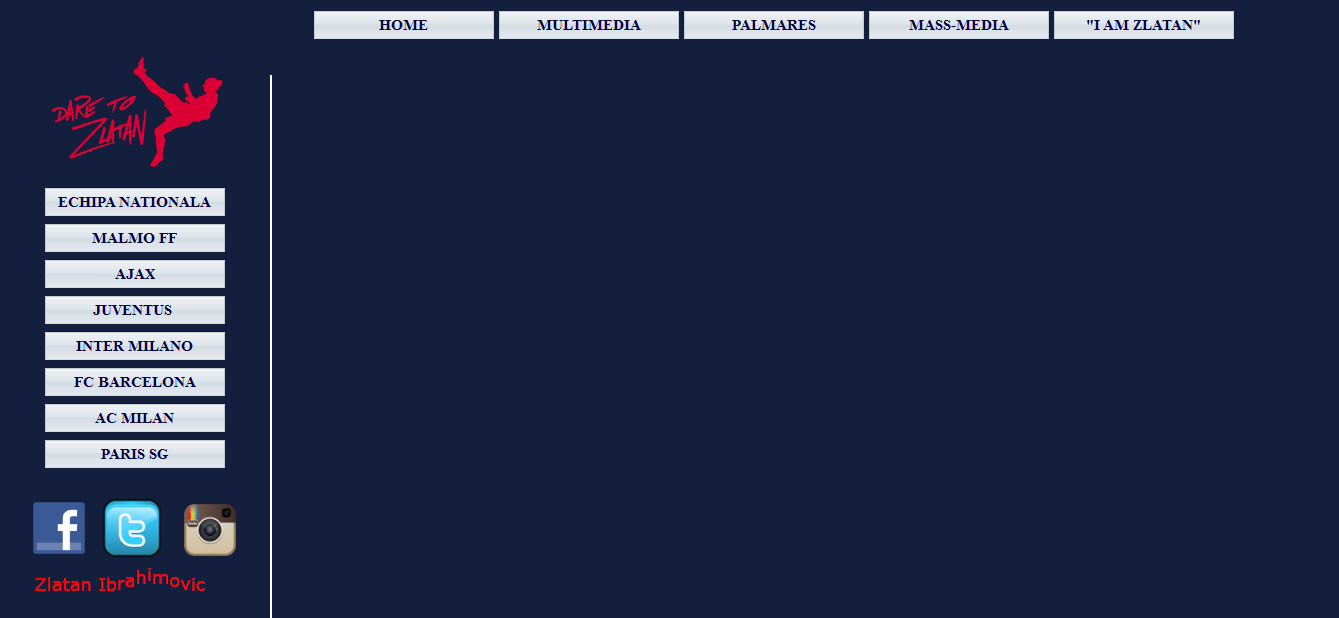 HOME
MULTIMEDIA
PALMARES
MASS-MEDIA
"I AM ZLATAN"
DARE TO
ZLATAN
ECHIPA NATIONALA
MALMO FF
AJAX
JUVENTUS
INTER MILANO
FC BARCELONA
AC MILAN
PARIS SG
Zlatan Ibrahimovic